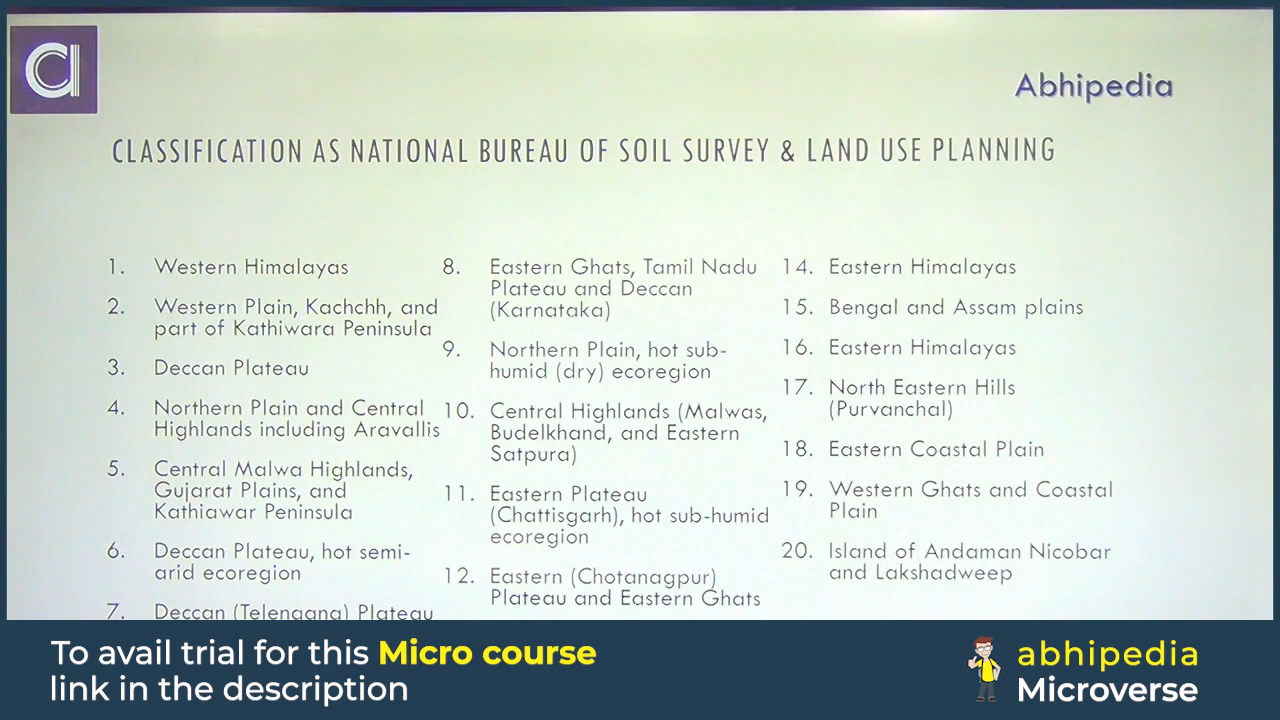 Abhipedia
CLASSIFICATION AS NATIONAL BUREAU OF SOIL SURVEY & LAND USE PLANNING
1. Western Himalayas
2. Western Plain, Kachchh, and
part of Kathiwara Peninsula
3. Deccan Plateau
4. Northern Plain and Central
Highlands including Aravallis
5. Central Malwa Highlands,
Gujarat Plains, and
Kathiawar Peninsula
6. Deccan Plateau, hot semi-
arid ecoregion
7. Deccan (Telengana) Plateau
8. Eastern Ghats, Tamil Nadu
Plateau and Deccan
(Karnataka)
9. Northern Plain, hot sub-
humid (dry) ecoregion
10. Central Highlands (Malwas,
Budelkhand, and Eastern
Satpura)
11. Eastern Plateau
(Chattisgarh), hot sub-humid
ecoregion
12. Eastern (Chotanagpur)
Plateau and Eastern Ghats
14. Eastern Himalayas
15. Bengal and Assam plains
16. Eastern Himalayas
17. North Eastern Hills
(Purvanchal)
18. Eastern Coastal Plain
19. Western Ghats and Coastal
Plain
20. Island of Andaman Nicobar
and Lakshadweep
To avail trial for this Micro course
link in the description
abhipedia
Microverse